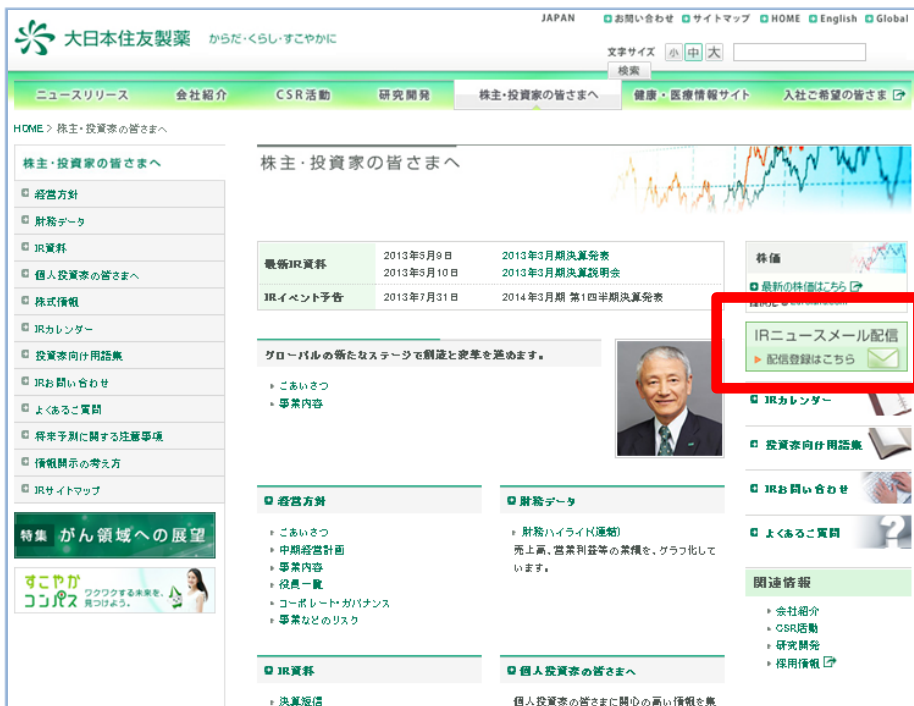 JAPAN
お問い合わせ サイトマップ HOME English Global
大日本住友製薬 からだ・くらし・すこやかに
文字サイズ 小 中 大
検索
ニュースリリース 会社紹介 CSR活動 研究開発 株主・投資家の皆さまへ 健康・医療情報サイト 入社ご希望の皆さま
HOME > 株主・投資家の皆さまへ
株主・投資家の皆さまへ
経営方針
財務データ
IR資料
個人投資家の皆さまへ
株式情報
IRカレンダー
投資家向け用語集
IRお問い合わせ
よくあるご質問
将来予測に関する注意事項
情報開示の考え方
IRサイトマップ
特集 がん領域への展望
すこやかコンパス
ワクワクする未来を、
見つけよう。
株主・投資家の皆さまへ
最新IR資料
2013年5月9日 2013年3月期決算発表
2013年5月10日 2013年3月期決算説明会
IRイベント予告 2013年7月31日 2014年3月期 第1四半期決算発表
グローバルの新たなステージで創造と変革を進めます。
ごあいさつ
事業内容
経営方針
ごあいさつ
中期経営計画
事業内容
役員一覧
コーポレート・ガバナンス
事業などのリスク
財務データ
財務ハイライト(連結)
売上高、営業利益等の業績を、グラフ化して
います。
IR資料
決算短信
個人投資家の皆さまへ
個人投資家の皆さまに関心の高い情報を集
株価
最新の株価はこちら
IRニュースメール配信
配信登録はこちら
IRカレンダー
投資家向け用語集
IRお問い合わせ
よくあるご質問
関連情報
会社紹介
CSR活動
研究開発
採用情報